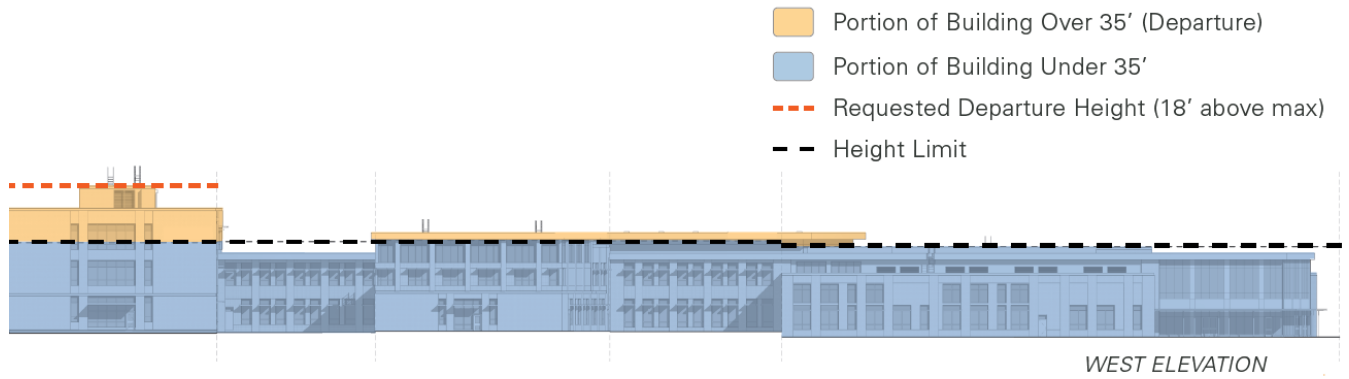 Portion of Building Over 35’ (Departure)
Portion of Building Under 35’
Requested Departure Height (18’ above max)
Height Limit
WEST ELEVATION